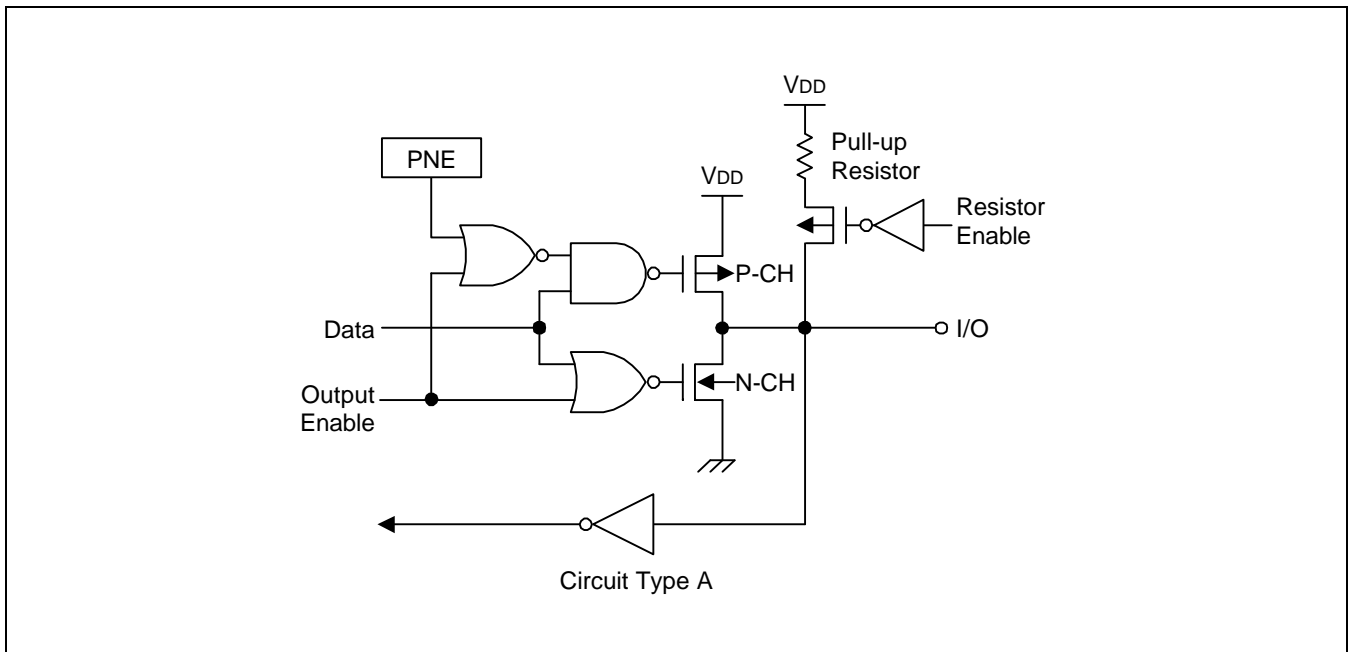 VDD
Pull-up
Resistor
PNE
VDD
Resistor
Enable
P-CH
Data
I/O
N-CH
Output
Enable
Circuit Type A